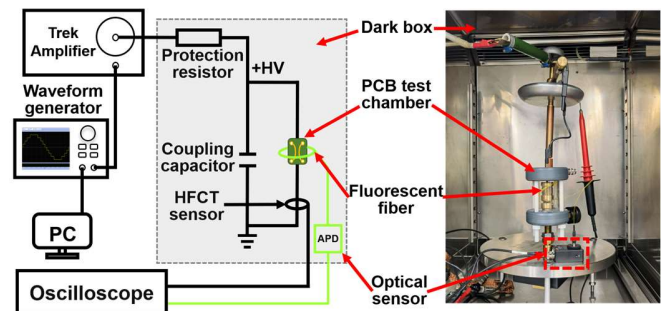 Trek
Amplifier
Waveform
generator
PC
Oscilloscope
Protection
resistor
+HV
Coupling
capacitor
HFCT
sensor
APD
Dark box
PCB test
chamber
Fluorescent
fiber
Optical
sensor